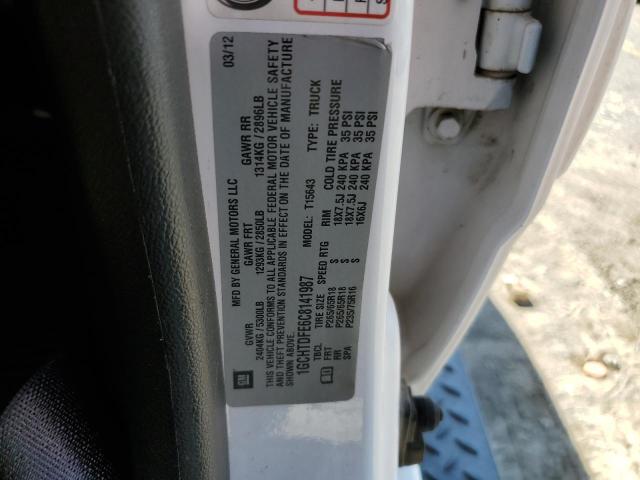 MFD BY GENERAL MOTORS LLC 03/12
GVWR GAWR FRT GAWR RR
2404KG/5300LB 1293KG/2850LB 1314KG/2896LB
THIS VEHICLE CONFORMS TO ALL APPLICABLE FEDERAL MOTOR VEHICLE SAFETY
AND THEFT PREVENTION STANDARDS IN EFFECT ON THE DATE OF MANUFACTURE
SHOWN ABOVE.
1GCHTDFE6C8141987 MODEL: T15643 TYPE: TRUCK
TBCL TIRE SIZE SPEED RTG RIM COLD TIRE PRESSURE
FRT P265/65R18 S 18X7.5J 240 KPA 35 PSI
RR P265/65R18 S 18X7.5J 240 KPA 35 PSI
SPA P235/75R16 S 16X6J 240 KPA 35 PSI
GM